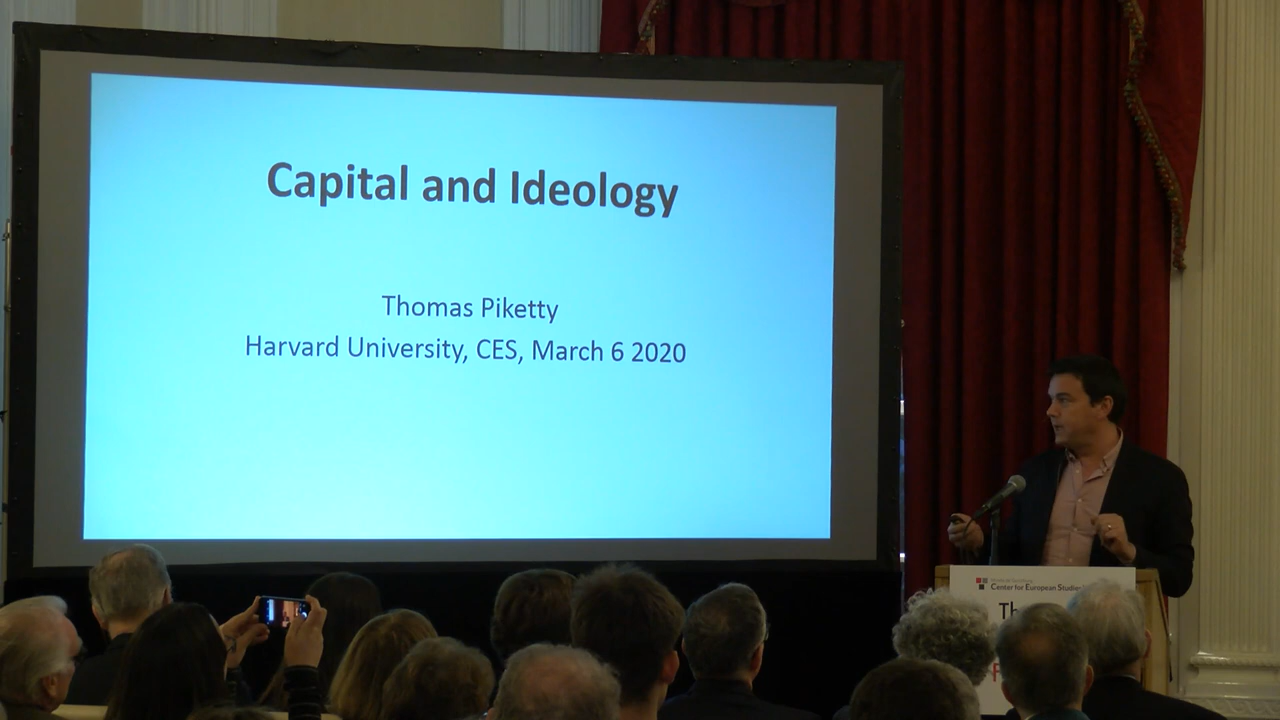 Capital and Ideology
Thomas Piketty
Harvard University, CES, March 6 2020
Center for European Studies